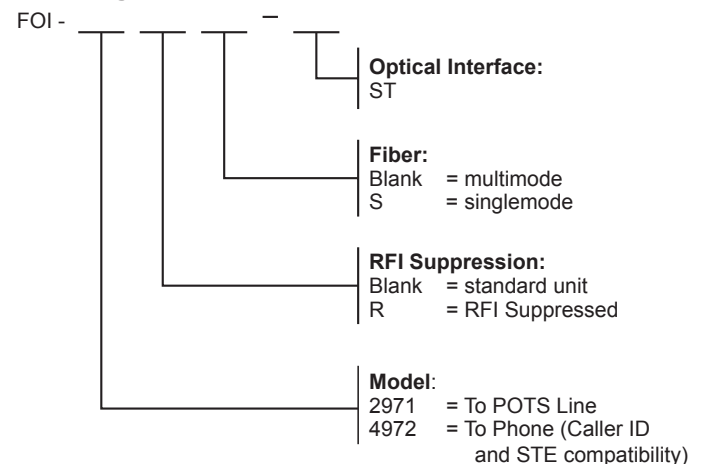 FOI -
–
Optical Interface:
ST
Fiber:
Blank = multimode
S = singlemode
RFI Suppression:
Blank = standard unit
R = RFI Suppressed
Model:
2971 = To POTS Line
4972 = To Phone (Caller ID
and STE compatibility)